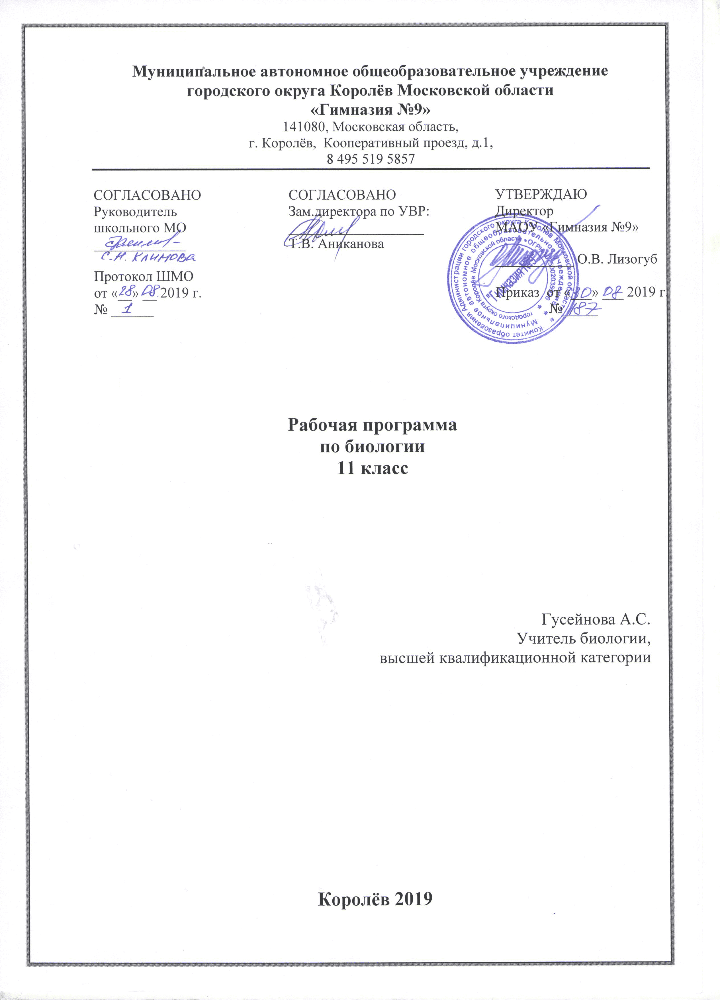 Муниципальное автономное общеобразовательное учреждение
городского округа Королёв Московской области
«Гимназия №9»
141080, Московская область,
г. Королёв, Кооперативный проезд, д.1,
8 495 519 5857
СОГЛАСОВАНО
Руководитель
школьного МО
С.Н. Климова
Протокол ШМО
от «28» 08.2019 г.
№ 1
СОГЛАСОВАНО
Зам.директора по УВР:
Т.В. Аниканова
УТВЕРЖДАЮ
Директор
МАОУ «Гимназия №9»
О.В. Лизогуб
Приказ от «30» 08 2019 г.
№ 187
Комитет образования Администрации городского округа Королёв Московской области
Муниципальное автономное общеобразовательное учреждение
городского округа Королёв Московской области
"Гимназия №9"
Рабочая программа
по биологии
11 класс
Гусейнова А.С.
Учитель биологии,
высшей квалификационной категории
Королёв 2019